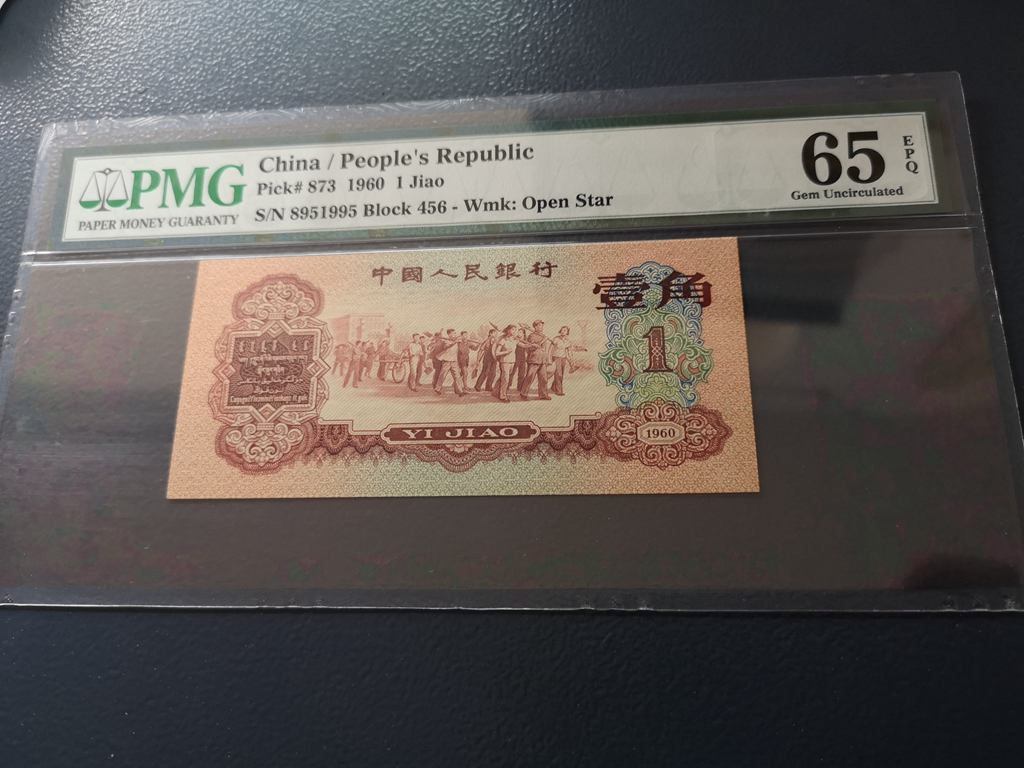 PMG
PAPER MONEY GUARANTY
China / People's Republic
Pick# 873 1960 1 Jiao
S/N 8951995 Block 456 - Wmk: Open Star
65
EPQ
Gem Uncirculated
中國人民銀行
壹角
1
YI JIAO
1960